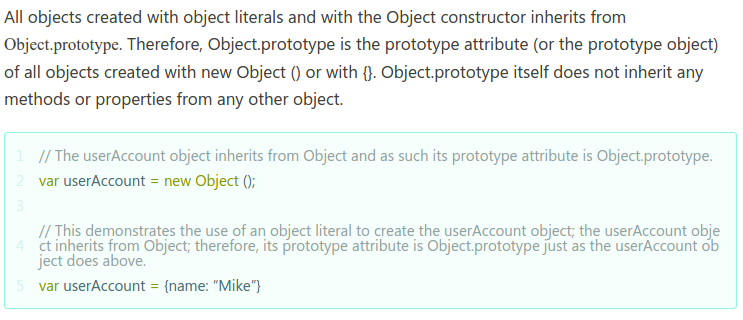 All objects created with object literals and with the Object constructor inherits from
Object.prototype. Therefore, Object.prototype is the prototype attribute (or the prototype object)
of all objects created with new Object () or with {}. Object.prototype itself does not inherit any
methods or properties from any other object.
1 // The userAccount object inherits from Object and as such its prototype attribute is Object.prototype.
2 var userAccount = new Object ();
3
// This demonstrates the use of an object literal to create the userAccount object; the userAccount obje
4 ct inherits from Object; therefore, its prototype attribute is Object.prototype just as the userAccount ob
ject does above.
5 var userAccount = {name: “Mike”}